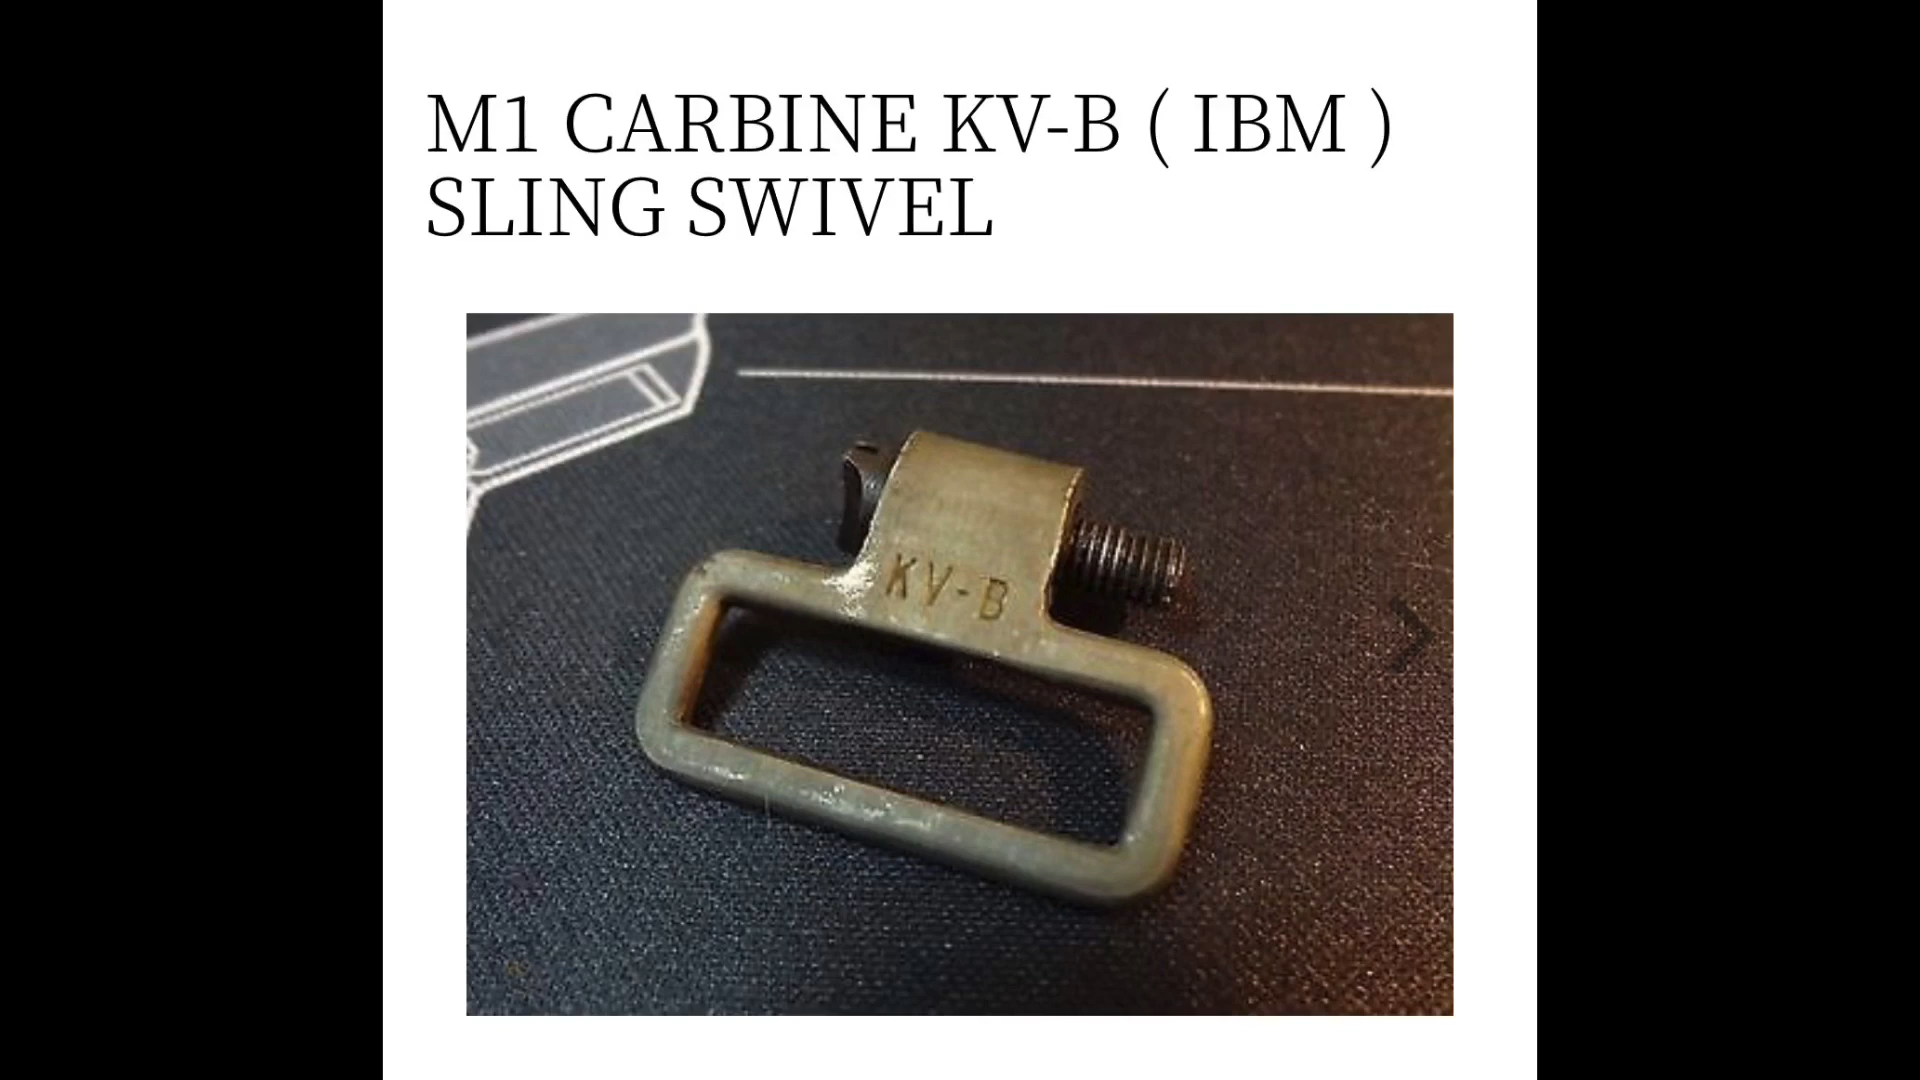 M1 CARBINE KV-B ( IBM )
SLING SWIVEL
KV-B